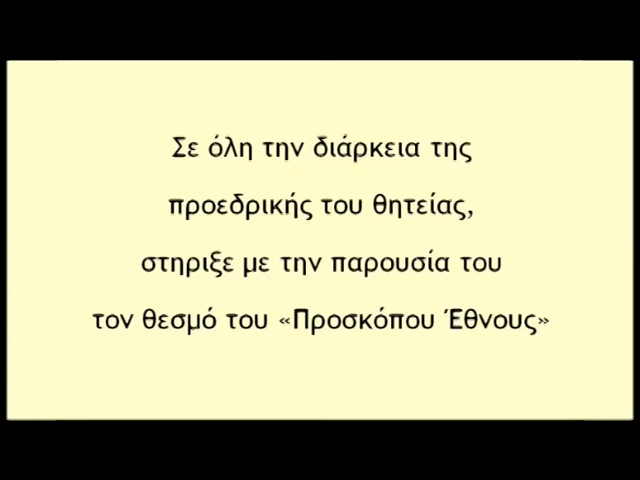 Σε όλη την διάρκεια της
προεδρικής του θητείας,
στηριξε με την παρουσία του
τον θεσμό του «Προσκόπου Έθνους»